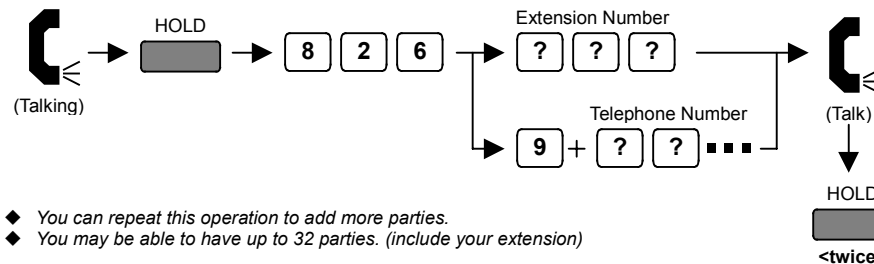 HOLD
8 2 6
Extension Number
? ? ?
(Talking)
Telephone Number
9 + ? ?
(Talk)
HOLD
<twice
◆ You can repeat this operation to add more parties.
◆ You may be able to have up to 32 parties. (include your extension)